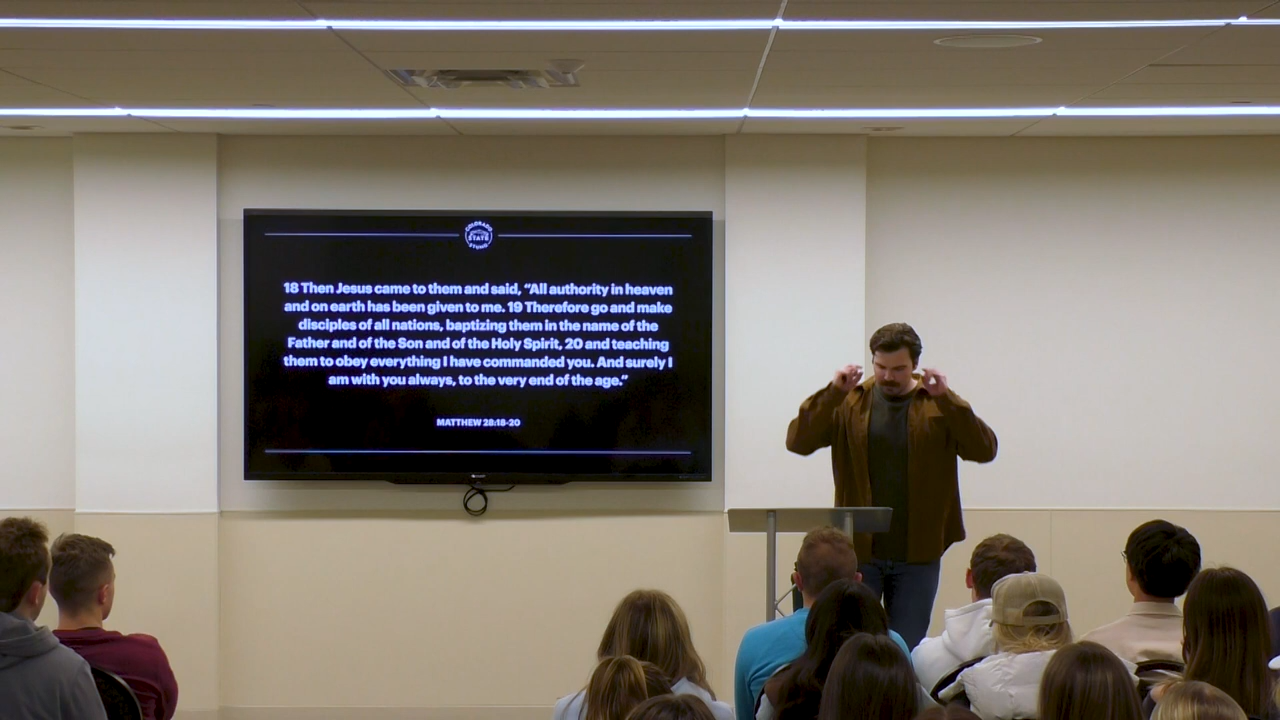 COLORADO
STATE
STUMO
18 Then Jesus came to them and said, “All authority in heaven
and on earth has been given to me. 19 Therefore go and make
disciples of all nations, baptizing them in the name of the
Father and of the Son and of the Holy Spirit, 20 and teaching
them to obey everything I have commanded you. And surely I
am with you always, to the very end of the age.”
MATTHEW 28:18-20